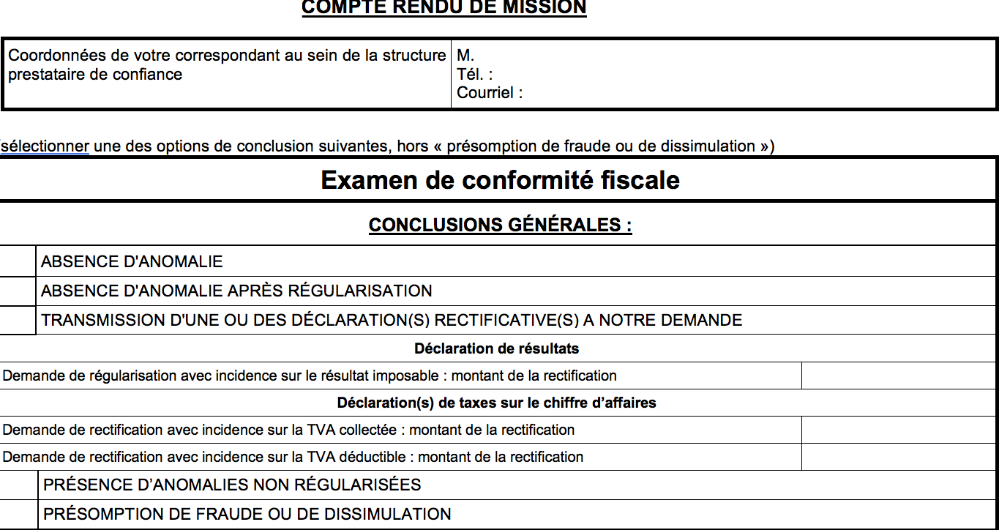 COMPTE RENDU DE MISSION
Coordonnées de votre correspondant au sein de la structure
prestataire de confiance
M.
Tél. :
Courriel :
(sélectionner une des options de conclusion suivantes, hors « présomption de fraude ou de dissimulation »)
Examen de conformité fiscale
CONCLUSIONS GÉNÉRALES :
ABSENCE D'ANOMALIE
ABSENCE D'ANOMALIE APRÈS RÉGULARISATION
TRANSMISSION D'UNE OU DES DÉCLARATION(S) RECTIFICATIVE(S) A NOTRE DEMANDE
Déclaration de résultats
Demande de régularisation avec incidence sur le résultat imposable : montant de la rectification
Déclaration(s) de taxes sur le chiffre d’affaires
Demande de rectification avec incidence sur la TVA collectée : montant de la rectification
Demande de rectification avec incidence sur la TVA déductible : montant de la rectification
PRÉSENCE D’ANOMALIES NON RÉGULARISÉES
PRÉSOMPTION DE FRAUDE OU DE DISSIMULATION